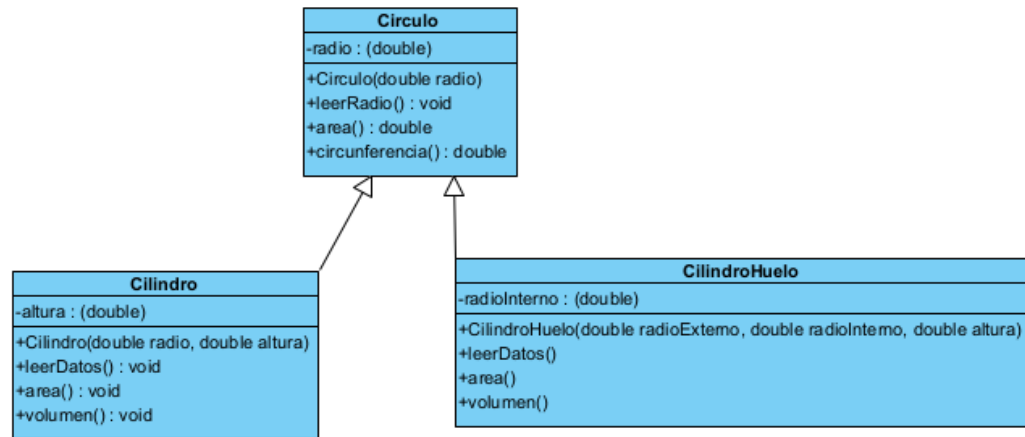 Circulo
-radio : (double)
+Circulo(double radio)
+leerRadio() : void
+area() : double
+circunferencia() : double
Cilindro
-altura : (double)
+Cilindro(double radio, double altura)
+leerDatos() : void
+area() : void
+volumen() : void
CilindroHuelo
-radioInterno : (double)
+CilindroHuelo(double radioExterno, double radioInterno, double altura)
+leerDatos()
+area()
+volumen()